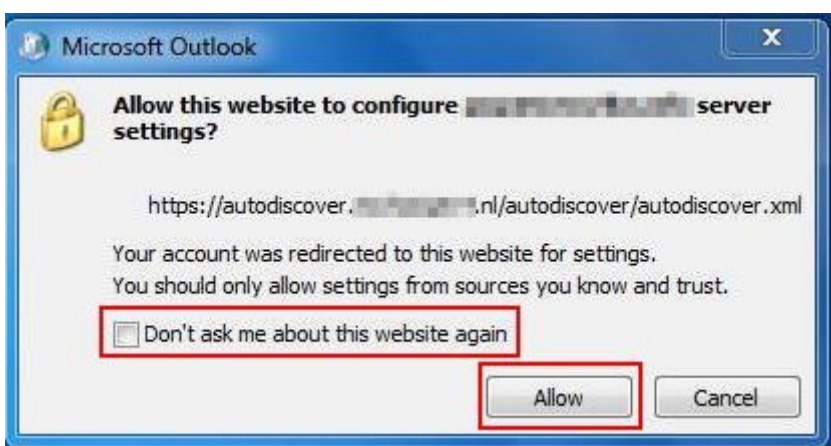 Microsoft Outlook
Allow this website to configure server
settings?
https://autodiscover. .nl/autodiscover/autodiscover.xml
Your account was redirected to this website for settings.
You should only allow settings from sources you know and trust.
Don't ask me about this website again
Allow Cancel